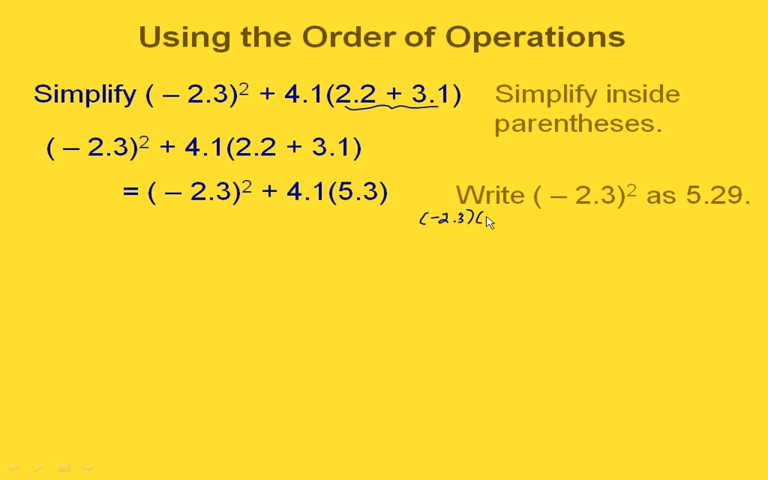 Using the Order of Operations
Simplify ( – 2.3)² + 4.1(2.2 + 3.1)
Simplify inside
parentheses.
( – 2.3)² + 4.1(2.2 + 3.1)
= ( – 2.3)² + 4.1(5.3)
Write ( – 2.3)² as 5.29.
(-2.3)(